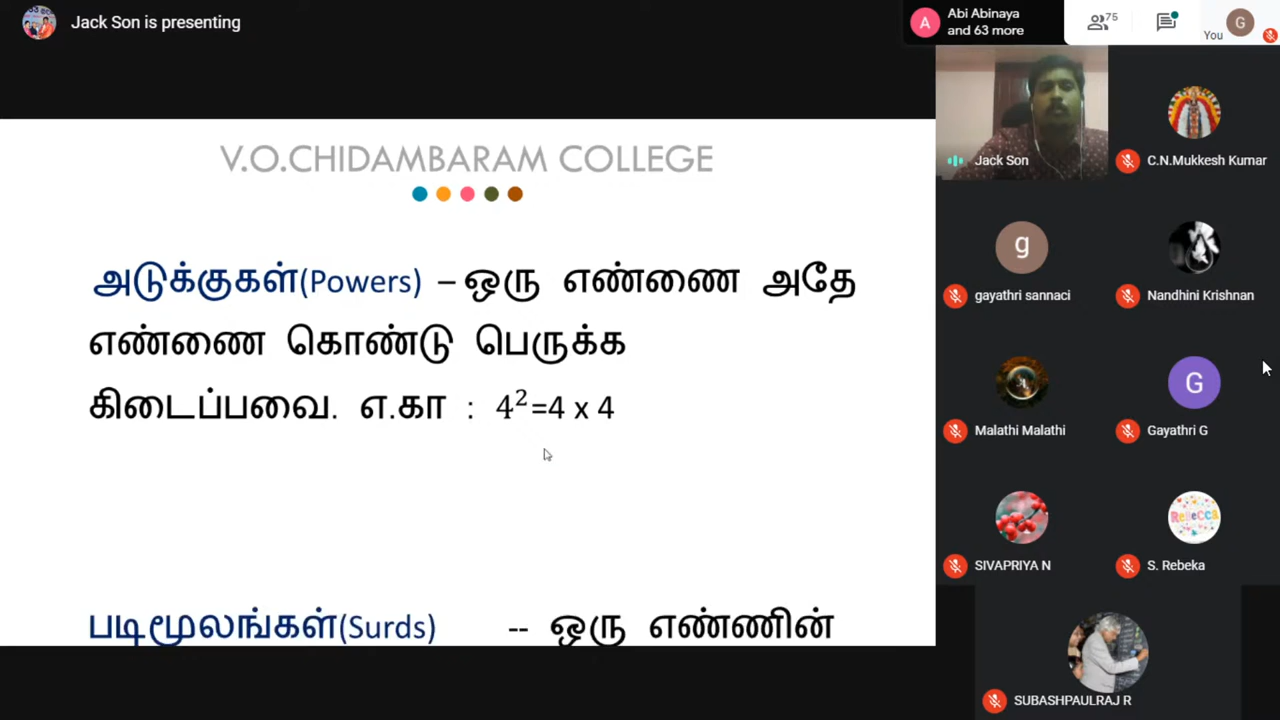 Jack Son is presenting
Abi Abinaya
and 63 more
75
G
You
A
V.O.CHIDAMBARAM COLLEGE
அடுக்குகள்(Powers) – ஒரு எண்ணை அதே
எண்ணை கொண்டு பெருக்க
கிடைப்பவை. எ.கா : 4²=4 x 4
படிமூலங்கள்(Surds) -- ஒரு எண்ணின்
Jack Son
C.N.Mukkesh Kumar
g
gayathri sannaci
Nandhini Krishnan
Malathi Malathi
G
Gayathri G
SIVAPRIYA N
RebeCCa
S. Rebeka
SUBASHPAULRAJ R